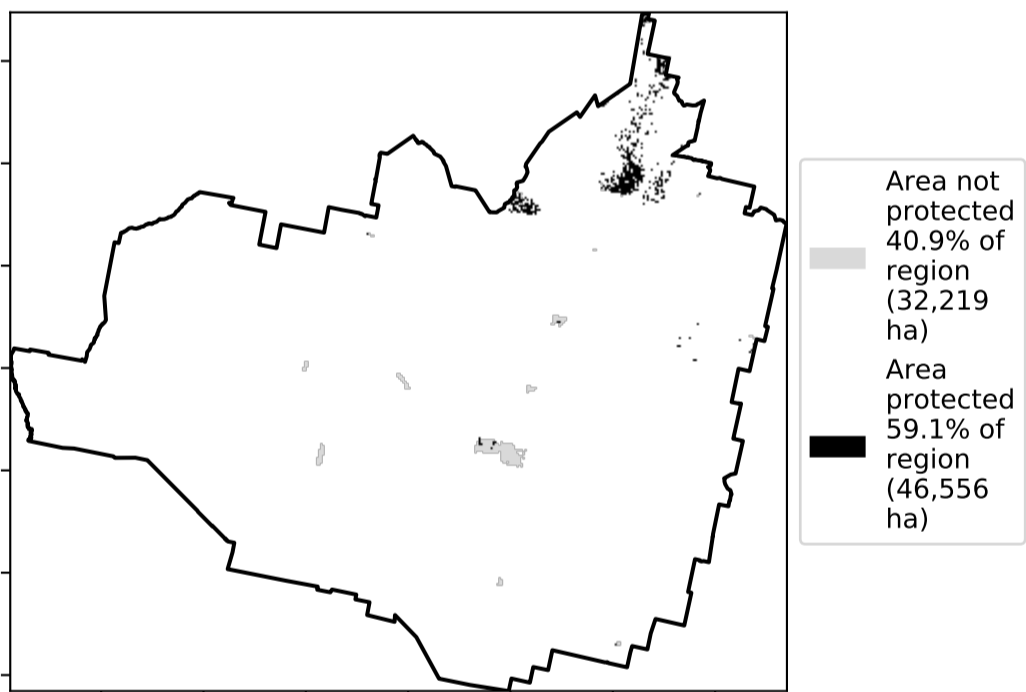 Area not
protected
40.9% of
region
(32,219
ha)
Area
protected
59.1% of
region
(46,556
ha)